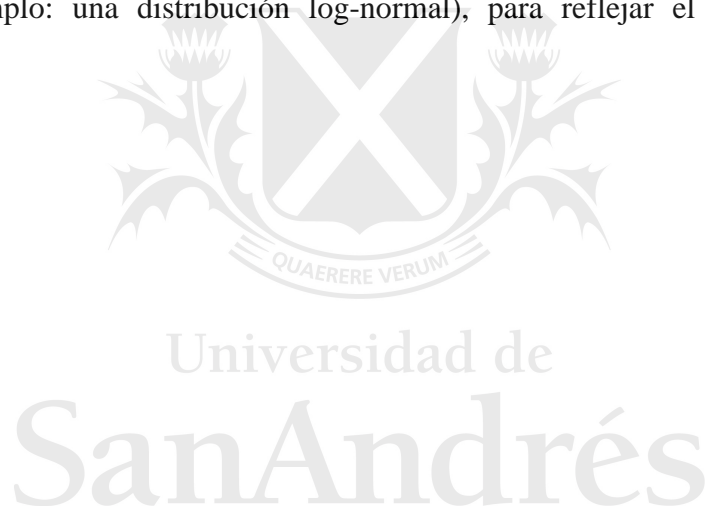 mplo: una distribución log-normal), para reflejar el
QUAERERE VERUM
Universidad de
SanAndrés